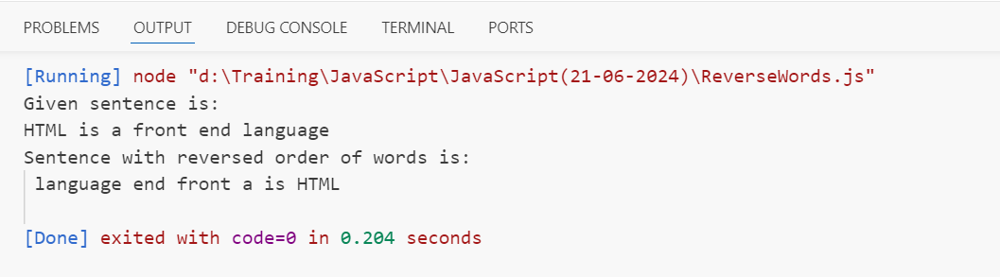 PROBLEMS OUTPUT DEBUG CONSOLE TERMINAL PORTS
[Running] node "d:\Training\JavaScript\JavaScript(21-06-2024)\ReverseWords.js"
Given sentence is:
HTML is a front end language
Sentence with reversed order of words is:
 language end front a is HTML
[Done] exited with code=0 in 0.204 seconds